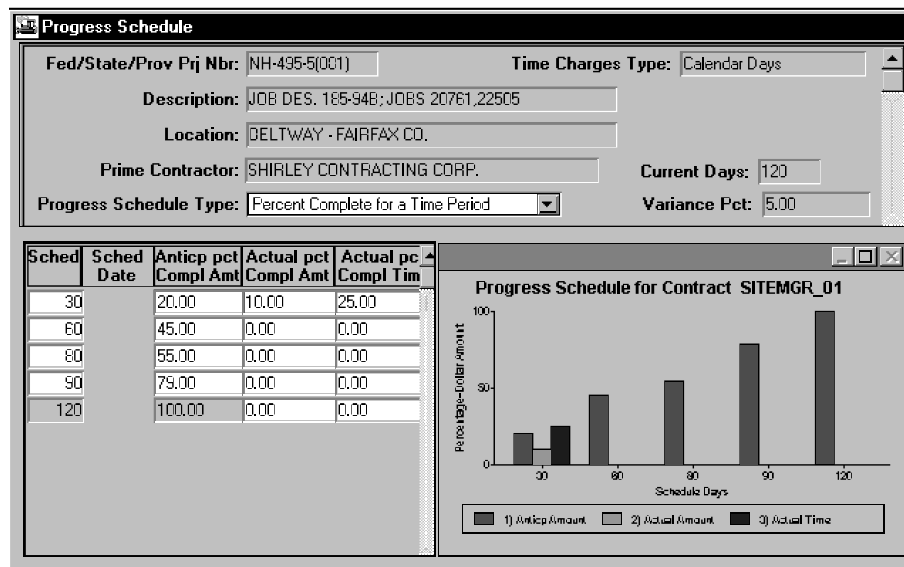 Progress Schedule
Fed/State/Prov Prj Nbr: NH-495-5(001) Time Charges Type: Calendar Days
Description: JOB DES. 185-94B; JOBS 20761,22505
Location: BELTWAY - FAIRFAX CO.
Prime Contractor: SHIRLEY CONTRACTING CORP. Current Days: 120
Progress Schedule Type: Percent Complete for a Time Period Variance Pct: 5.00
Sched Sched Anticp pct Actual pct Actual pc
Date Compl Amt Compl Amt Compl Tim
30 20.00 10.00 25.00
60 45.00 0.00 0.00
80 55.00 0.00 0.00
90 79.00 0.00 0.00
120 100.00 0.00 0.00
Progress Schedule for Contract SITEMGR_01
Percentage-Dollar Amount
100
50
0
30 60 80 90 120
Schedule Days
1) Anticp Amount 2) Actual Amount 3) Actual Time